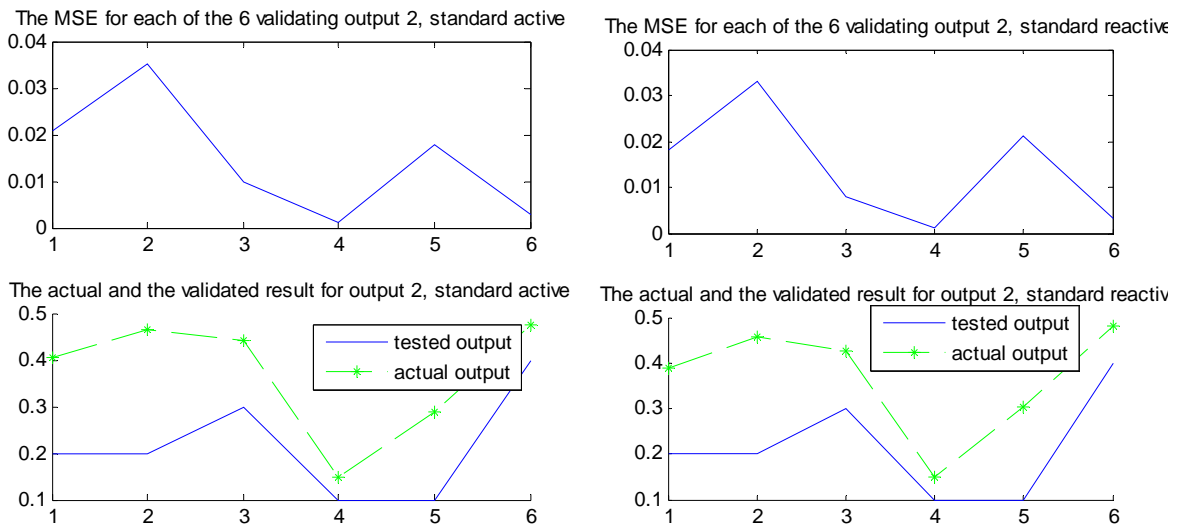 The MSE for each of the 6 validating output 2, standard active
0.04
0.03
0.02
0.01
0
1 2 3 4 5 6
The MSE for each of the 6 validating output 2, standard reactive
0.04
0.03
0.02
0.01
0
1 2 3 4 5 6
The actual and the validated result for output 2, standard active
0.5
0.4
0.3
0.2
0.1
tested output
actual output
1 2 3 4 5 6
The actual and the validated result for output 2, standard reactiv
0.5
0.4
0.3
0.2
0.1
tested output
actual output
1 2 3 4 5 6